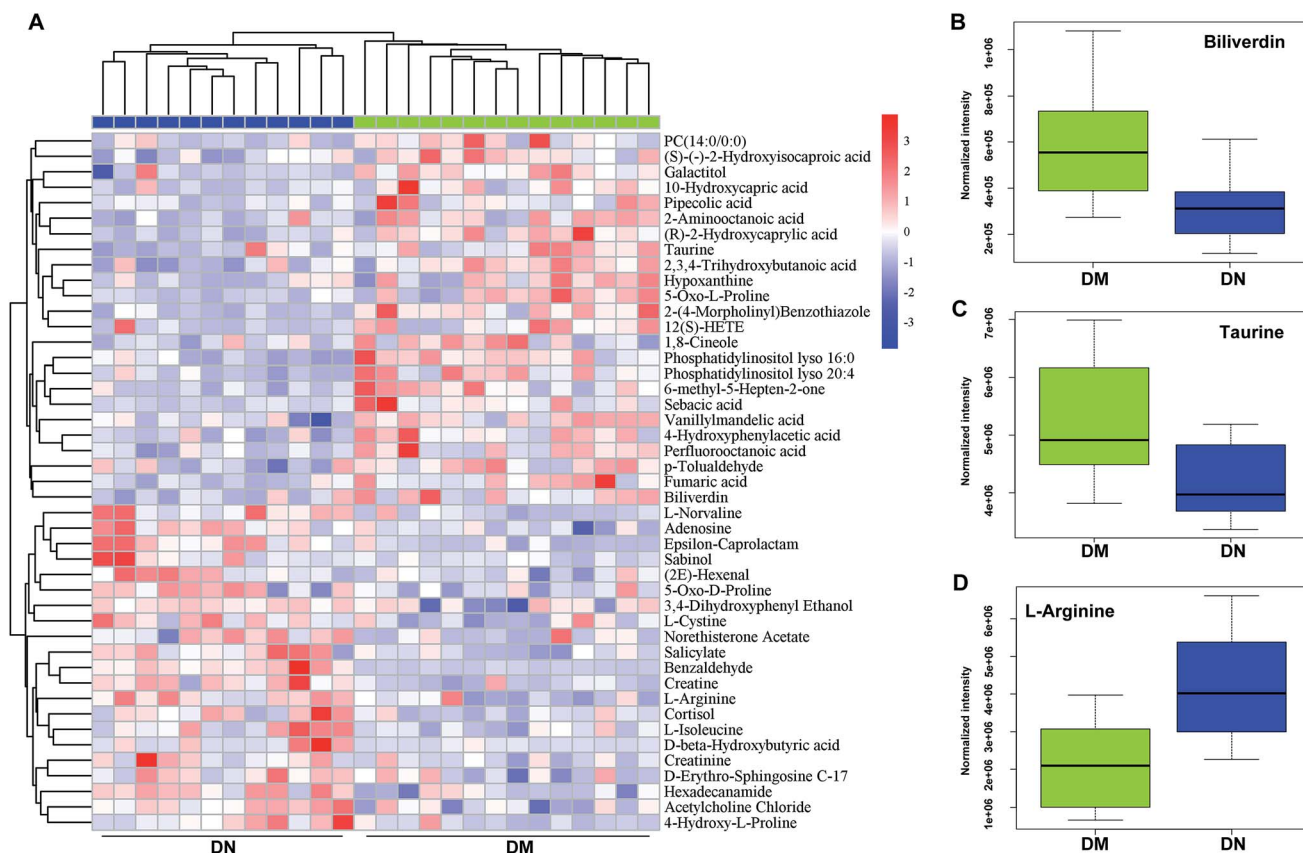 A
3
2
1
0
-1
-2
-3
PC(14:0/0:0)
(S)-(-)-2-Hydroxyisocaproic acid
Galactitol
10-Hydroxycapric acid
Pipecolic acid
2-Aminooctanoic acid
(R)-2-Hydroxycaprylic acid
Taurine
2,3,4-Trihydroxybutanoic acid
Hypoxanthine
5-Oxo-L-Proline
2-(4-Morpholinyl)Benzothiazole
12(S)-HETE
1,8-Cineole
Phosphatidylinositol lyso 16:0
Phosphatidylinositol lyso 20:4
6-methyl-5-Hepten-2-one
Sebacic acid
Vanillylmandelic acid
4-Hydroxyphenylacetic acid
Perfluorooctanoic acid
p-Tolualdehyde
Fumaric acid
Biliverdin
L-Norvaline
Adenosine
Epsilon-Caprolactam
Sabinol
(2E)-Hexenal
5-Oxo-D-Proline
3,4-Dihydroxyphenyl Ethanol
L-Cystine
Norethisterone Acetate
Salicylate
Benzaldehyde
Creatine
L-Arginine
Cortisol
L-Isoleucine
D-beta-Hydroxybutyric acid
Creatinine
D-Erythro-Sphingosine C-17
Hexadecanamide
Acetylcholine Chloride
4-Hydroxy-L-Proline
DN DM
B
Biliverdin
Normalized intensity
1e+06
8e+05
6e+05
4e+05
2e+05
DM DN
C
Taurine
Normalized intensity
7e+06
6e+06
5e+06
4e+06
DM DN
D
L-Arginine
Normalized intensity
6e+06
5e+06
4e+06
3e+06
2e+06
1e+06
DM DN